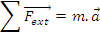 ∑ F⃗ext = m.a⃗